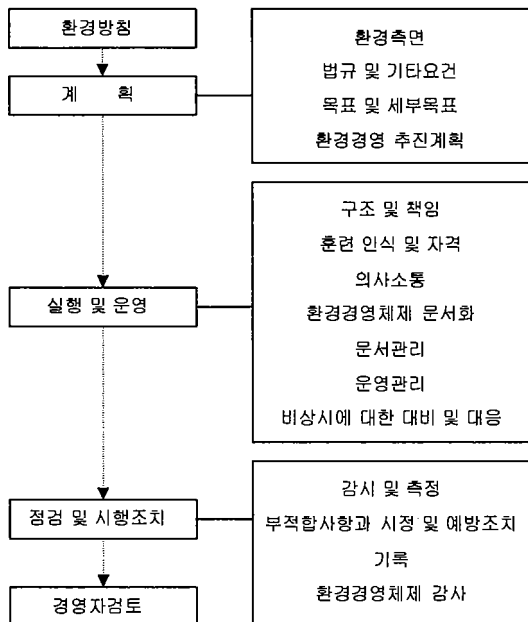 환경방침
계 획
환경측면
법규 및 기타요건
목표 및 세부목표
환경경영 추진계획
실행 및 운영
구조 및 책임
훈련 인식 및 자격
의사소통
환경경영체제 문서화
문서관리
운영관리
비상시에 대한 대비 및 대응
점검 및 시행조치
감시 및 측정
부적합사항과 시정 및 예방조치
기록
환경경영체제 감사
경영자검토